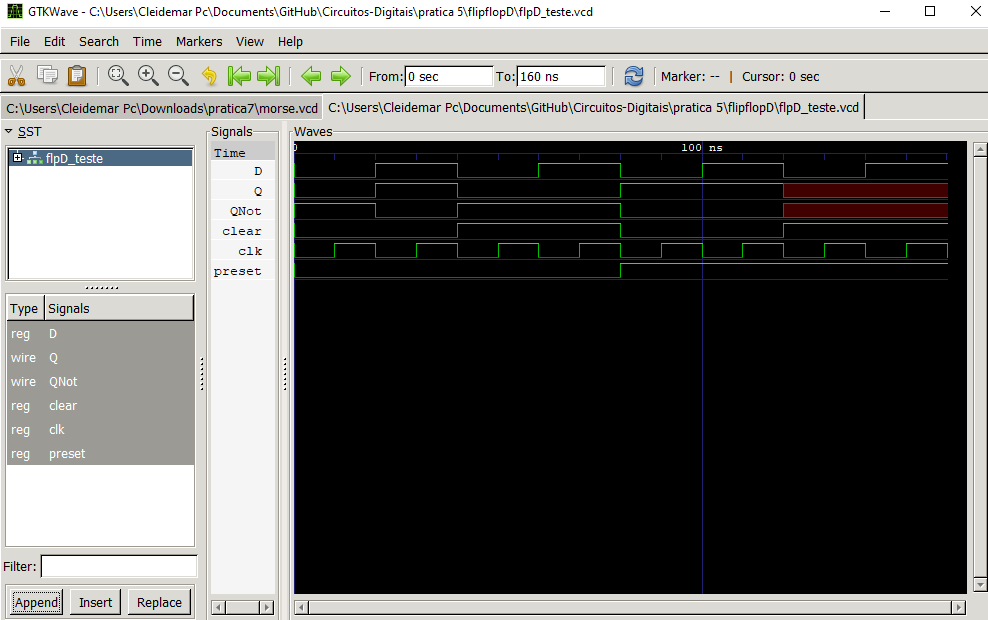 GTKWave - C:\Users\Cleidemar Pc\Documents\GitHub\Circuitos-Digitais\pratica 5\flipflopD\flpD_teste.vcd
File Edit Search Time Markers View Help
From: 0 sec To: 160 ns Marker: -- | Cursor: 0 sec
C:\Users\Cleidemar Pc\Downloads\pratica7\morse.vcd C:\Users\Cleidemar Pc\Documents\GitHub\Circuitos-Digitais\pratica 5\flipflopD\flpD_teste.vcd
SST
flpD_teste
Type Signals
reg D
wire Q
wire QNot
reg clear
reg clk
reg preset
Filter:
Append Insert Replace
Signals
Time
D
Q
QNot
clear
clk
preset
Waves
0 100 ns